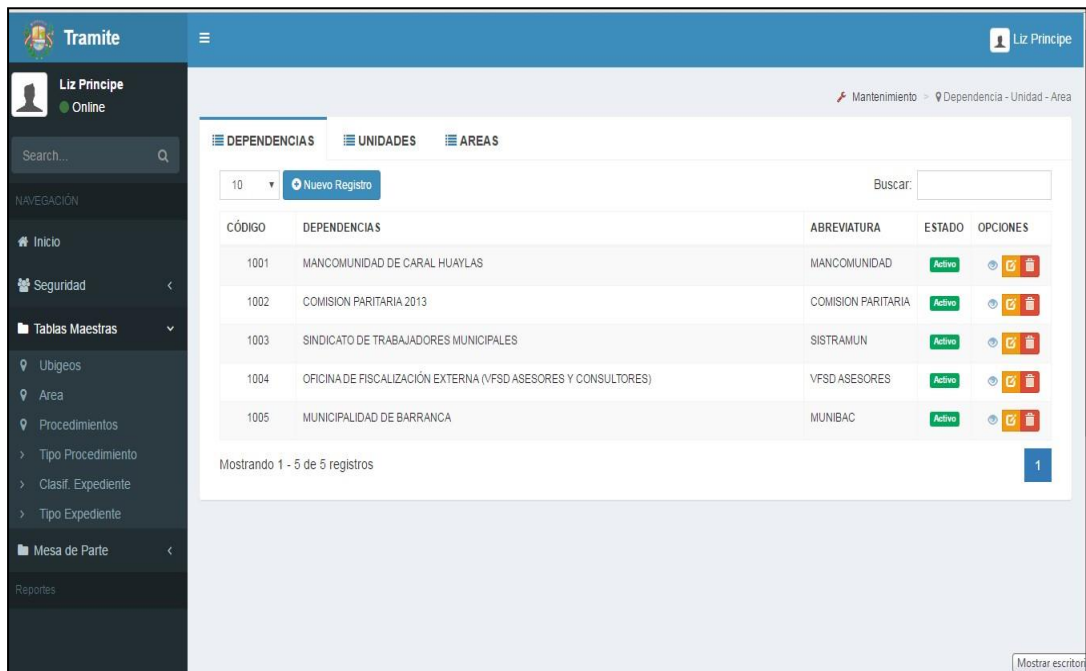 Tramite
Liz Principe
Liz Principe
Online
Mantenimiento > Dependencia - Unidad - Area
Search...
NAVEGACIÓN
Inicio
Seguridad
Tablas Maestras
Ubigeos
Area
Procedimientos
Tipo Procedimiento
Clasif. Expediente
Tipo Expediente
Mesa de Parte
Reportes
DEPENDENCIAS UNIDADES AREAS
10 Nuevo Registro Buscar:
CÓDIGO DEPENDENCIAS ABREVIATURA ESTADO OPCIONES
1001 MANCOMUNIDAD DE CARAL HUAYLAS MANCOMUNIDAD Activo
1002 COMISION PARITARIA 2013 COMISION PARITARIA Activo
1003 SINDICATO DE TRABAJADORES MUNICIPALES SISTRAMUN Activo
1004 OFICINA DE FISCALIZACIÓN EXTERNA (VFSD ASESORES Y CONSULTORES) VFSD ASESORES Activo
1005 MUNICIPALIDAD DE BARRANCA MUNIBAC Activo
Mostrando 1 - 5 de 5 registros 1
Mostrar escritori